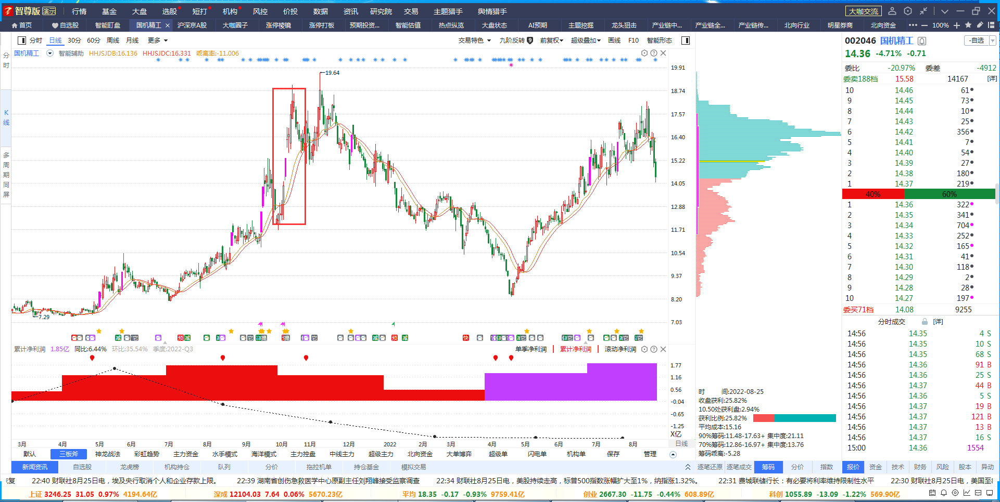 智尊版 演示 行情 基金 大盘 选股 短打 机构 风控 价投 数据 资讯 研究院 交易 主题猎手 舆情猎手 大咖交流
首页 自选股 智能盯盘 国机精工 沪深京A股 大咖圈子 涨停棱镜 涨停打板 预期投资... 智能估值 热点纵览 大盘状态 AI预期 主题挖掘 龙头狙击 产业链中... 产业链全... 产业链传... 北向行业 明星券商 北向资金 100%
分时 日线 30分 60分 周线 月线 更多 交易特色 九阶反转 9 前复权 超级叠加 画线 F10 智能形态
国机精工 智能辅助 HHJSJDB:16.136 HHJSJDC:16.331 乖离率:-11.006
分时
K线
多周期同屏
19.91
19.64
18.74
17.57
16.40
15.22
14.05
12.88
11.71
10.54
9.37
8.20
7.29
7.03
累计净利润 1.85亿 同比:6.44% 环比:35.54% 季度:2022-Q3 单季净利润 累计净利润 滚动净利润
1.77
1.16
0.56
-0.04
-0.65
-1.25
X亿
3月 4月 5月 6月 7月 8月 9月 10月 11月 12月 2022 2月 3月 4月 5月 6月 7月 8月 日线
默认 三板斧 神龙战法 彩虹趋势 主力资金 水手模式 海洋模式 主力控盘 中线主力 超级主力 北向资金 大单博弈 超级单 闪电单 机构单 保存 管理
时 间:2022-08-25
收盘获利:25.82%
10.50处获利盘:2.94%
获利比例:25.82%
平均成本:15.16
90%筹码:11.48-17.63+ 集中度:21.11
70%筹码:12.86-16.97+ 集中度:13.76
筹码乖离:-5.28
002046 国机精工 -自选
14.36 -4.71% -0.71
委比 -20.97% 委差 -4912
委卖188档 15.58 14167 [详]
10 14.46 61
9 14.45 73
8 14.44 10
7 14.43 25
6 14.42 356
5 14.41 7
4 14.40 54
3 14.39 27
2 14.38 180
1 14.37 219
40% 60%
1 14.36 322
2 14.35 341
3 14.34 704
4 14.33 252
5 14.32 165
6 14.31 41
7 14.30 118
8 14.29 2
9 14.28 28
10 14.27 197
委买71档 14.08 9255
分时成交 [详]
14:56 14.35 4 S
14:56 14.35 10 S
14:56 14.35 68 S
14:56 14.36 91 B
14:56 14.36 25 S
14:56 14.37 44 B
14:56 14.36 5 S
14:56 14.37 19 B
14:56 14.37 121 B
14:56 14.37 13 B
14:56 14.36 16 S
15:00 14.36 1554
新闻资讯 自选股 龙虎榜 机构持仓 队列 分价 拖拉机单 持仓基金 模拟交易 逐笔还原 逐笔成交 筹码 分价 指数 报价 资金 技术 财务 风险 股本 异动
恢复 22:40 财联社8月25日电，埃及央行取消个人和企业存款上限。 22:39 湖南省创伤急救医学中心原副主任刘翔峰接受监察调查 22:34 财联社8月25日电，美股持续走高，标普500指数涨幅扩大至1%，纳指涨1.32%。 22:31 费城联储行长：有必要将利率维持限制性水平 22:30 财联社8月25日电，美国至8
上证 3246.25 31.05 0.97% 4194.64亿 深成 12104.03 7.64 0.06% 5670.23亿 平均 18.35 -0.17 -0.93% 9759.41亿 创业 2667.30 -11.75 -0.44% 608.89亿 科创 1055.89 -13.09 -1.22% 569.90亿